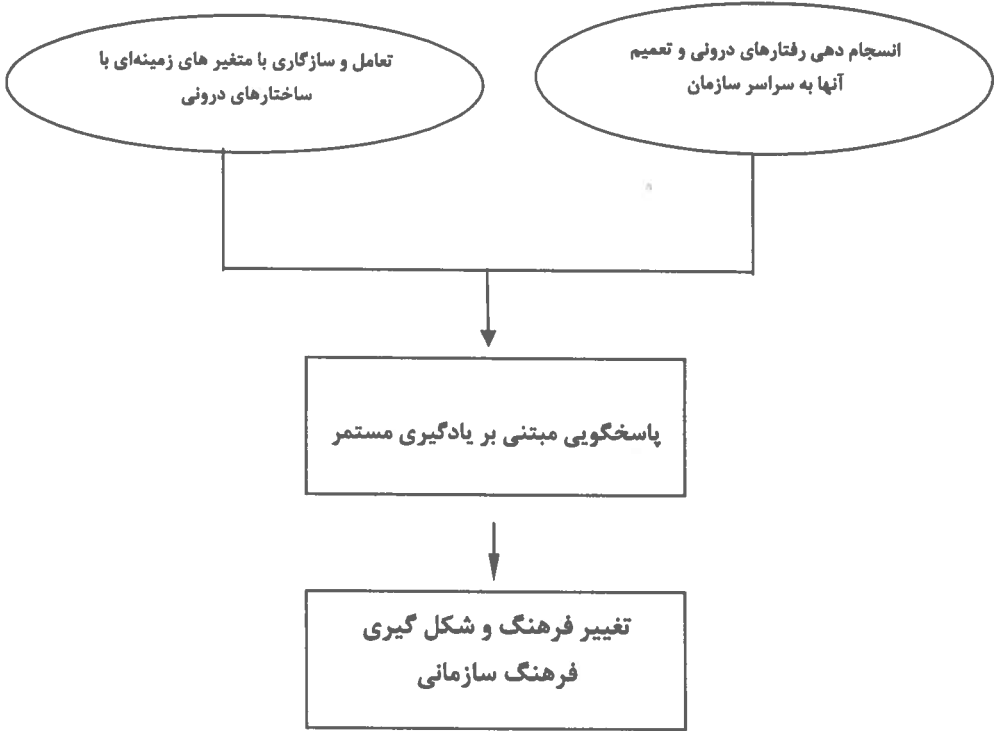 انسجام دهی رفتارهای درونی و تعمیم
آنها به سراسر سازمان
تعامل و سازگاری با متغیر های زمینه‌ای با
ساختارهای درونی
پاسخگویی مبتنی بر یادگیری مستمر
تغییر فرهنگ و شکل گیری
فرهنگ سازمانی